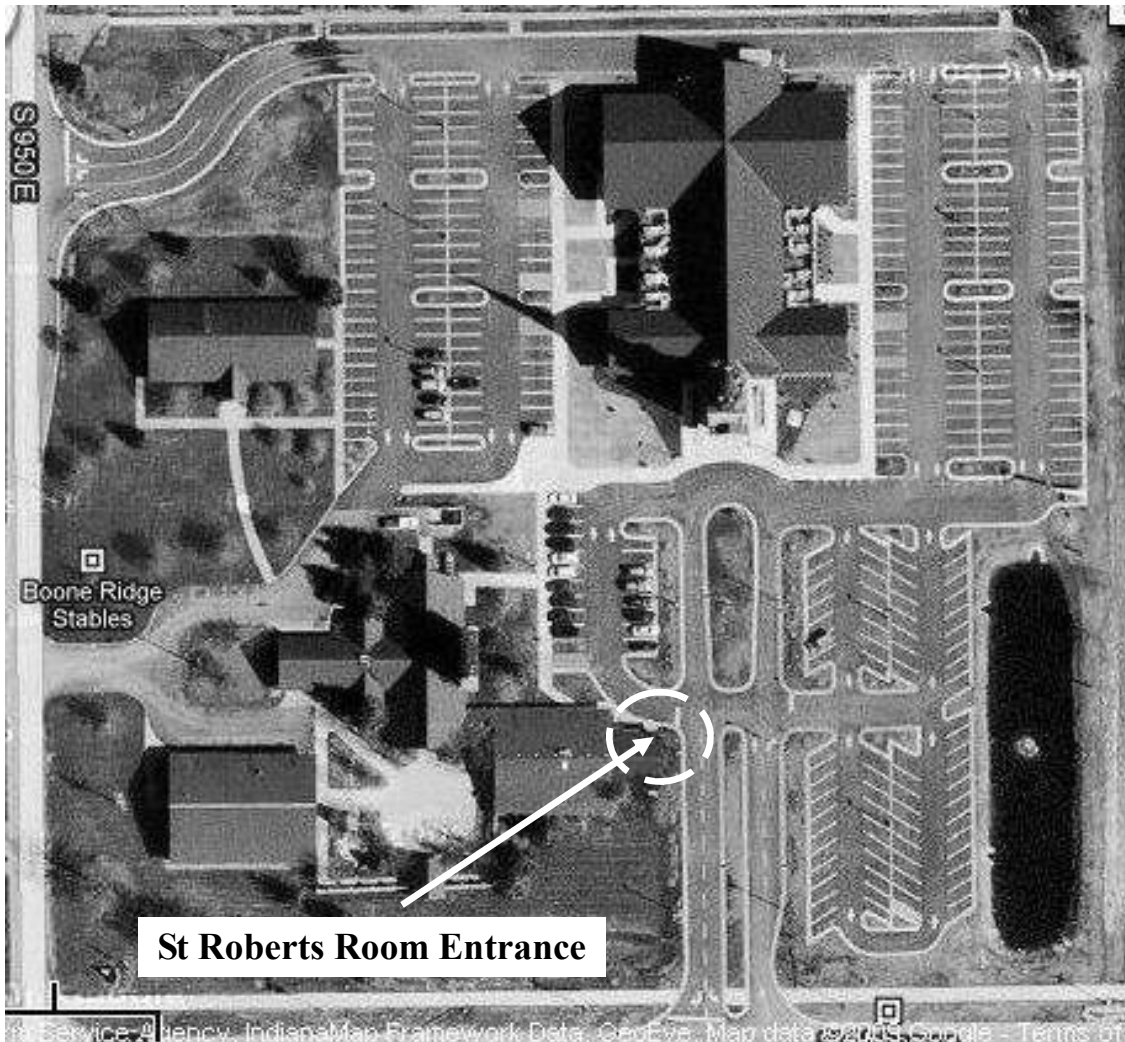 S 950 E
Boone Ridge
Stables
St Roberts Room Entrance
Service Agency, IndianaMap Framework Data, GeoEye, Map data ©2009 Google - Terms of